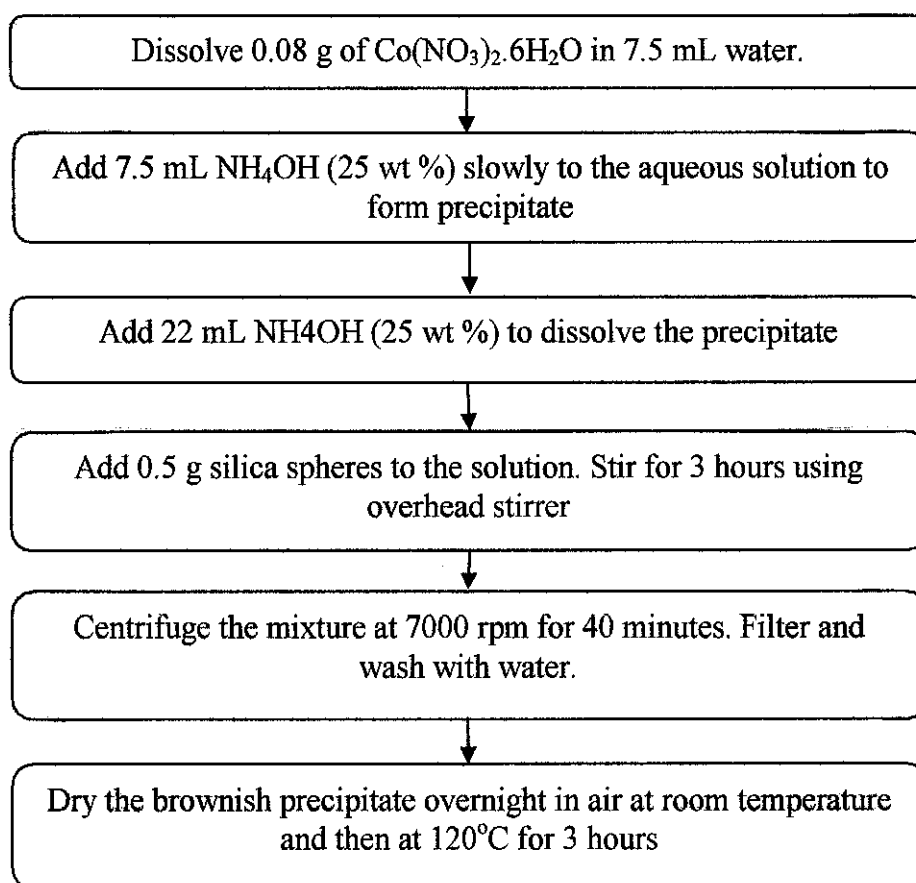 Dissolve 0.08 g of Co(NO₃)₂.6H₂O in 7.5 mL water.
Add 7.5 mL NH₄OH (25 wt %) slowly to the aqueous solution to
form precipitate
Add 22 mL NH4OH (25 wt %) to dissolve the precipitate
Add 0.5 g silica spheres to the solution. Stir for 3 hours using
overhead stirrer
Centrifuge the mixture at 7000 rpm for 40 minutes. Filter and
wash with water.
Dry the brownish precipitate overnight in air at room temperature
and then at 120°C for 3 hours